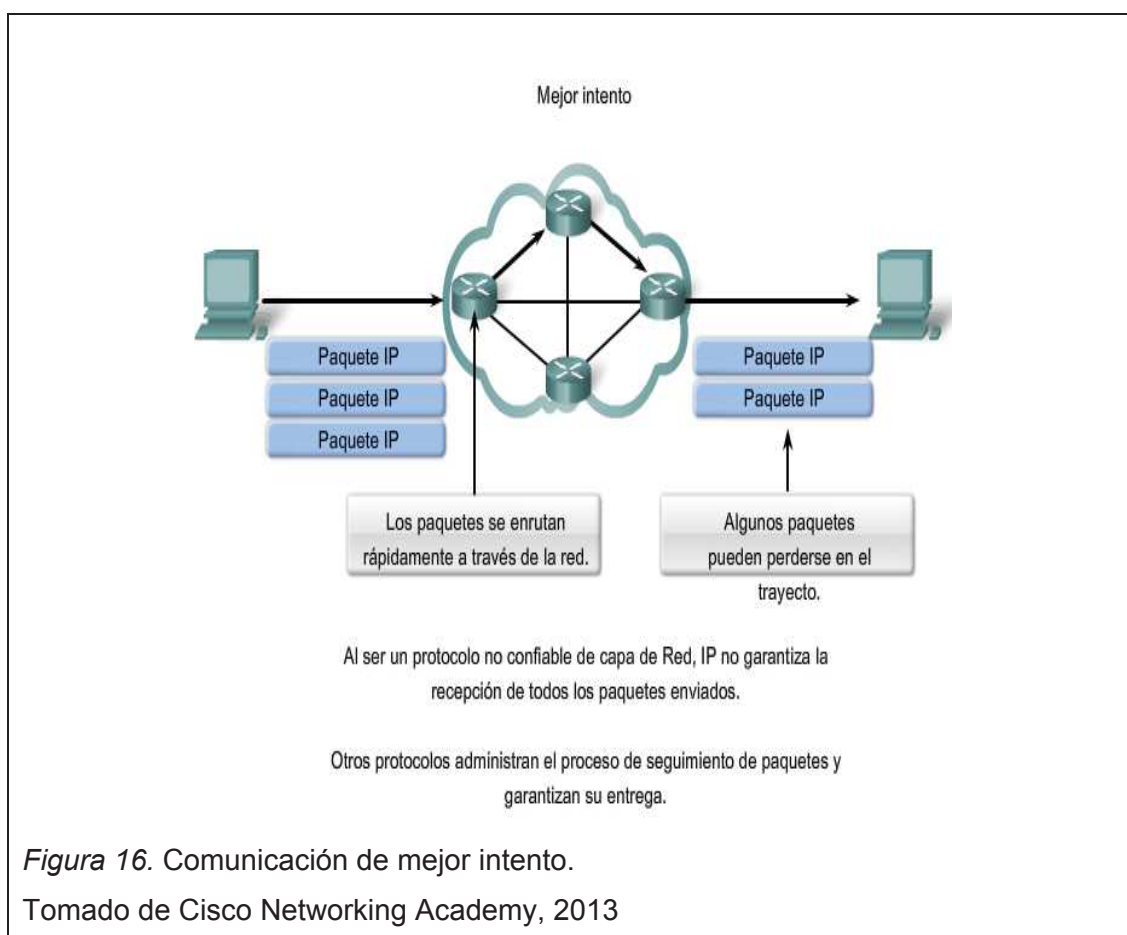 Mejor intento
Paquete IP
Paquete IP
Paquete IP
Paquete IP
Paquete IP
Los paquetes se enrutan
rápidamente a través de la red.
Algunos paquetes
pueden perderse en el
trayecto.
Al ser un protocolo no confiable de capa de Red, IP no garantiza la
recepción de todos los paquetes enviados.
Otros protocolos administran el proceso de seguimiento de paquetes y
garantizan su entrega.
Figura 16. Comunicación de mejor intento.
Tomado de Cisco Networking Academy, 2013